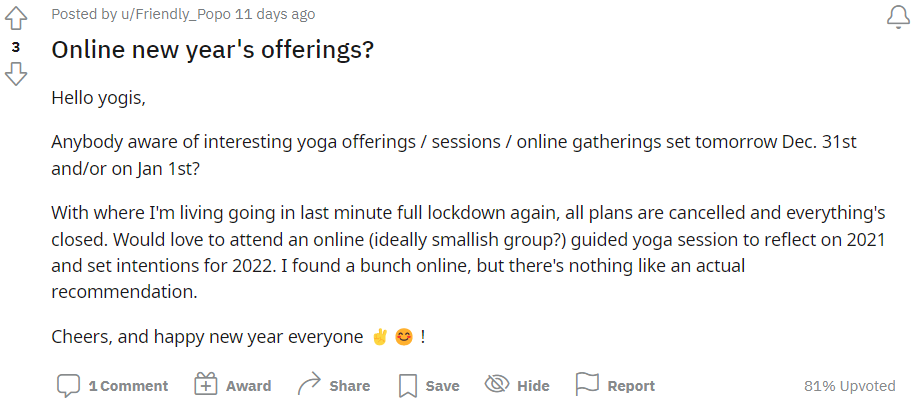 Posted by u/Friendly_Popo 11 days ago
3
Online new year's offerings?
Hello yogis,
Anybody aware of interesting yoga offerings / sessions / online gatherings set tomorrow Dec. 31st
and/or on Jan 1st?
With where I'm living going in last minute full lockdown again, all plans are cancelled and everything's
closed. Would love to attend an online (ideally smallish group?) guided yoga session to reflect on 2021
and set intentions for 2022. I found a bunch online, but there's nothing like an actual
recommendation.
Cheers, and happy new year everyone ✌️ 😊 !
1 Comment Award Share Save Hide Report 81% Upvoted